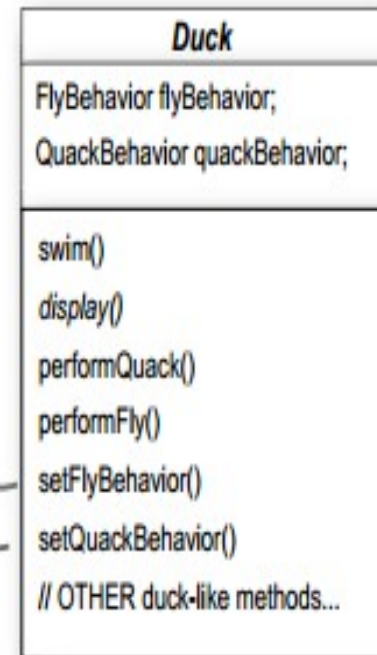 Duck
FlyBehavior flyBehavior;
QuackBehavior quackBehavior;
swim()
display()
performQuack()
performFly()
setFlyBehavior()
setQuackBehavior()
// OTHER duck-like methods...